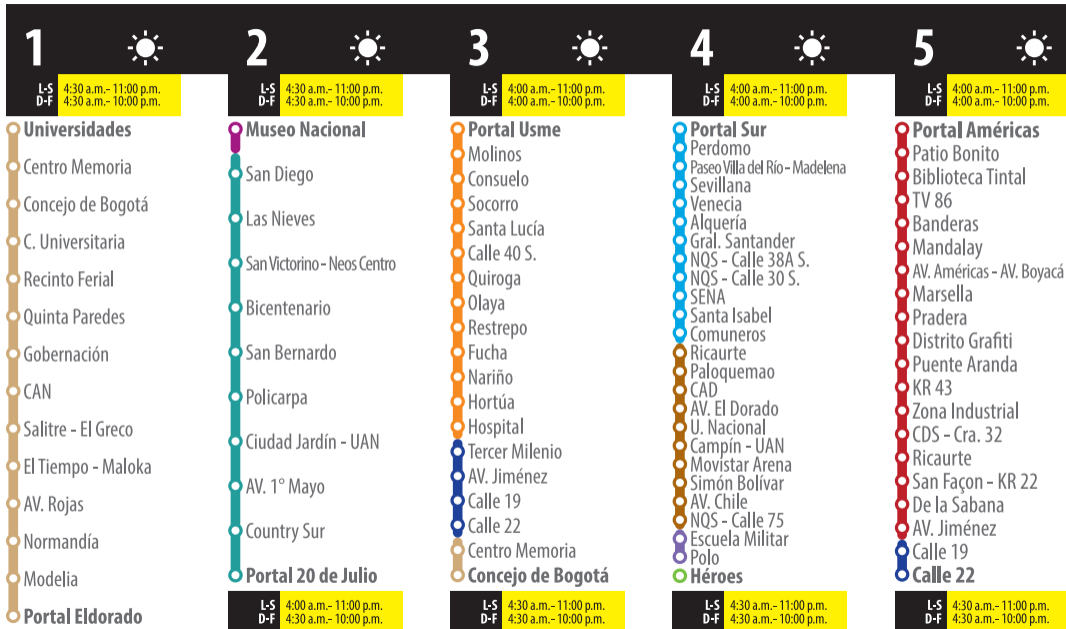 1
L-S 4:30 a.m.- 11:00 p.m.
D-F 4:30 a.m.- 10:00 p.m.
Universidades
Centro Memoria
Concejo de Bogotá
C. Universitaria
Recinto Ferial
Quinta Paredes
Gobernación
CAN
Salitre - El Greco
El Tiempo - Maloka
AV. Rojas
Normandía
Modelia
Portal Eldorado
2
L-S 4:30 a.m.- 11:00 p.m.
D-F 4:30 a.m.- 10:00 p.m.
Museo Nacional
San Diego
Las Nieves
San Victorino - Neos Centro
Bicentenario
San Bernardo
Policarpa
Ciudad Jardín - UAN
AV. 1° Mayo
Country Sur
Portal 20 de Julio
L-S 4:00 a.m.- 11:00 p.m.
D-F 4:30 a.m.- 10:00 p.m.
3
L-S 4:00 a.m.- 11:00 p.m.
D-F 4:00 a.m.- 10:00 p.m.
Portal Usme
Molinos
Consuelo
Socorro
Santa Lucía
Calle 40 S.
Quiroga
Olaya
Restrepo
Fucha
Nariño
Hortúa
Hospital
Tercer Milenio
AV. Jiménez
Calle 19
Calle 22
Centro Memoria
Concejo de Bogotá
L-S 4:30 a.m.- 11:00 p.m.
D-F 4:30 a.m.- 10:00 p.m.
4
L-S 4:00 a.m.- 11:00 p.m.
D-F 4:00 a.m.- 10:00 p.m.
Portal Sur
Perdomo
Paseo Villa del Río - Madelena
Sevillana
Venecia
Alquería
Gral. Santander
NQS - Calle 38A S.
NQS - Calle 30 S.
SENA
Santa Isabel
Comuneros
Ricaurte
Paloquemao
CAD
AV. El Dorado
U. Nacional
Campín - UAN
Movistar Arena
Simón Bolívar
AV. Chile
NQS - Calle 75
Escuela Militar
Polo
Héroes
L-S 4:30 a.m.- 11:00 p.m.
D-F 4:30 a.m.- 10:00 p.m.
5
L-S 4:00 a.m.- 11:00 p.m.
D-F 4:00 a.m.- 10:00 p.m.
Portal Américas
Patio Bonito
Biblioteca Tintal
TV 86
Banderas
Mandalay
AV. Américas - AV. Boyacá
Marsella
Pradera
Distrito Grafiti
Puente Aranda
KR 43
Zona Industrial
CDS - Cra. 32
Ricaurte
San Façon - KR 22
De la Sabana
AV. Jiménez
Calle 19
Calle 22
L-S 4:30 a.m.- 11:00 p.m.
D-F 4:30 a.m.- 10:00 p.m.